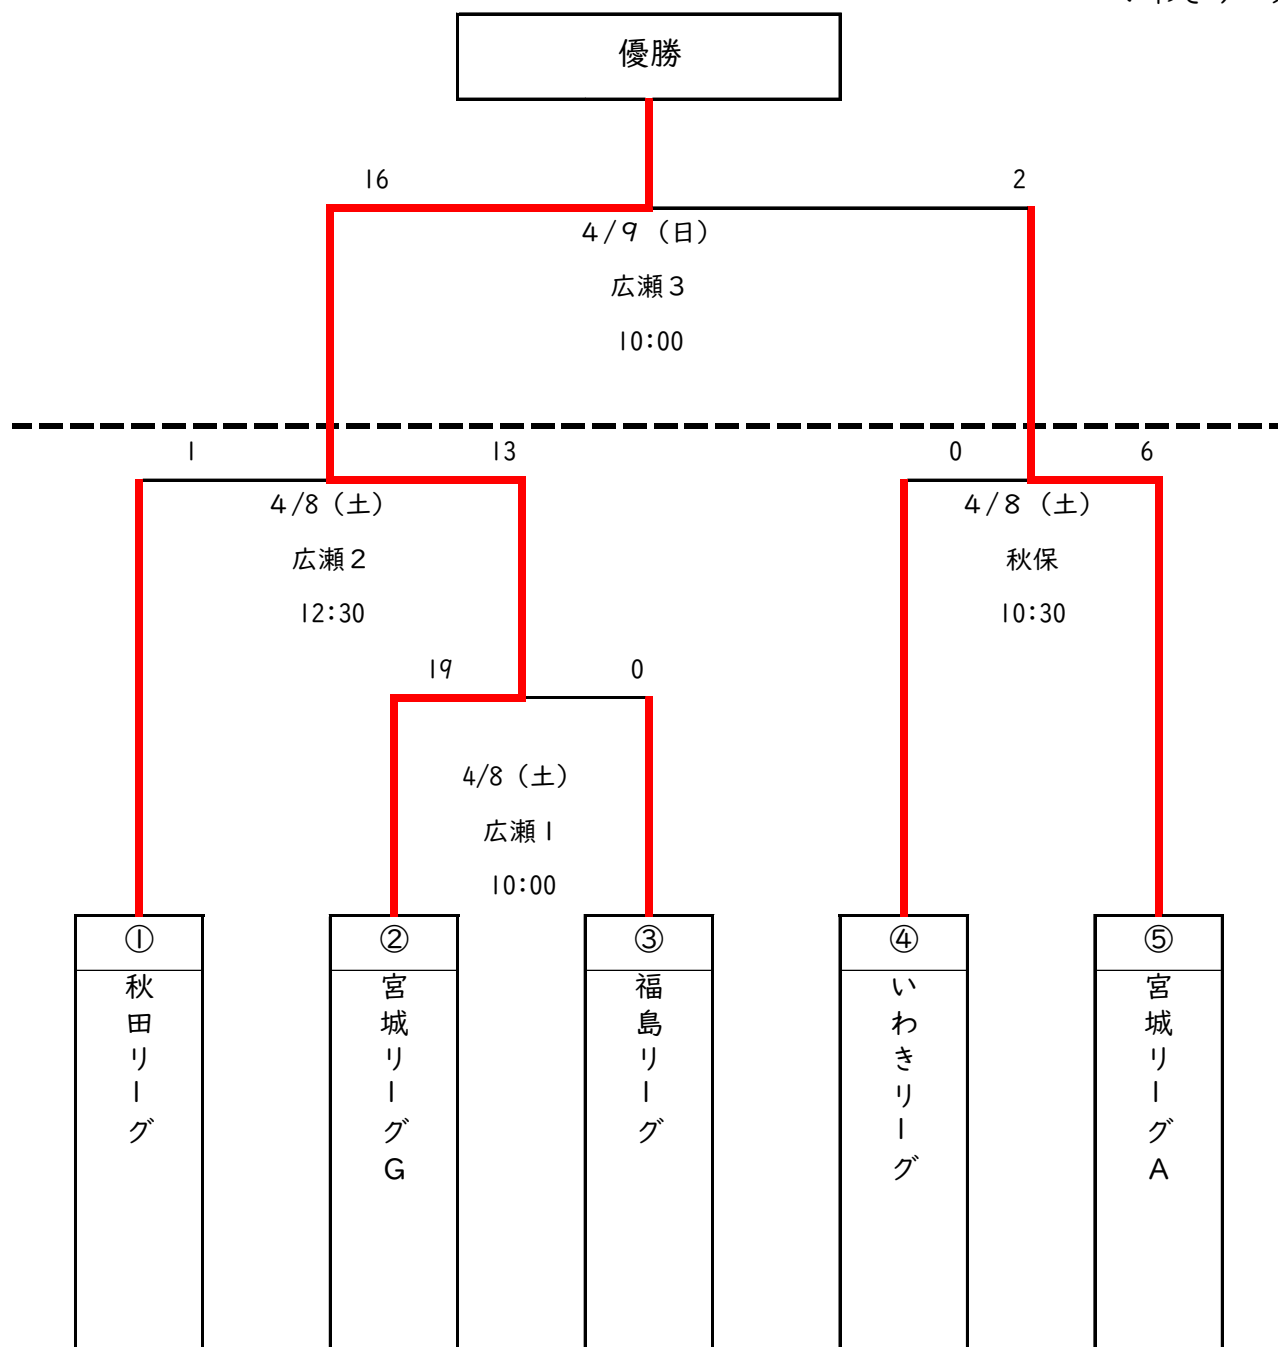 優勝
16
2
4/9（日）
広瀬３
10:00
1
13
0
6
4/8（土）
4/8（土）
広瀬２
秋保
12:30
10:30
19
0
4/8（土）
広瀬１
10:00
①
②
③
④
⑤
秋田リーグ
宮城リーグG
福島リーグ
いわきリーグ
宮城リーグA